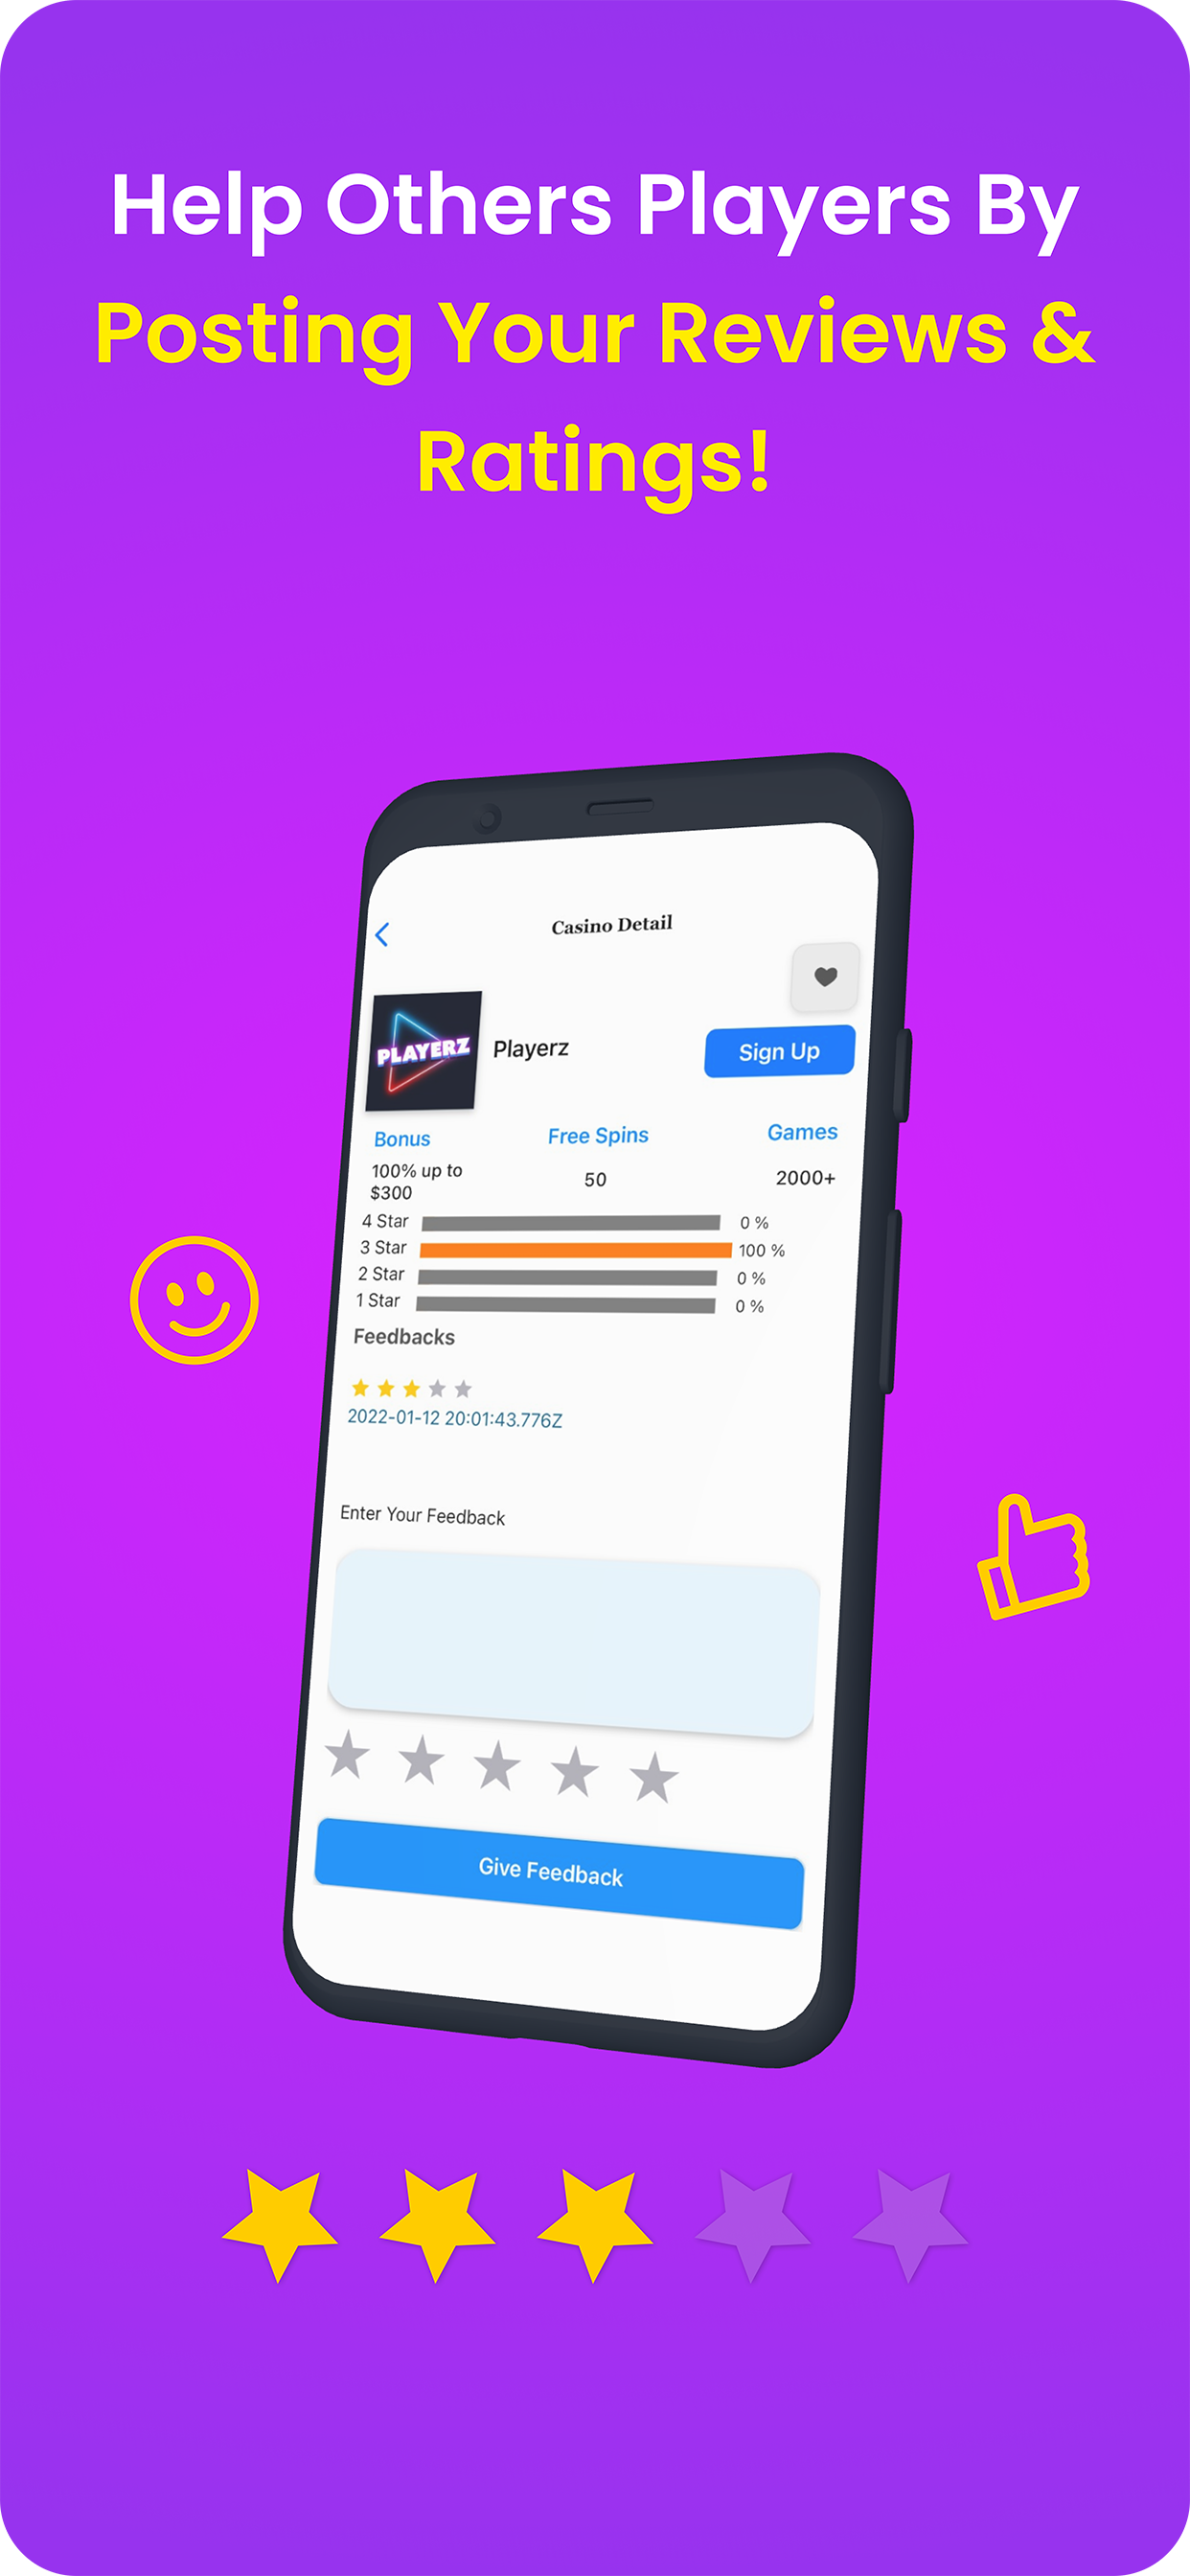 Help Others Players By
Posting Your Reviews &
Ratings!
Casino Detail
PLAYERZ
Playerz
Sign Up
Bonus Free Spins Games
100% up to
$300
50
2000+
4 Star 0 %
3 Star 100 %
2 Star 0 %
1 Star 0 %
Feedbacks
2022-01-12 20:01:43.776Z
Enter Your Feedback
Give Feedback